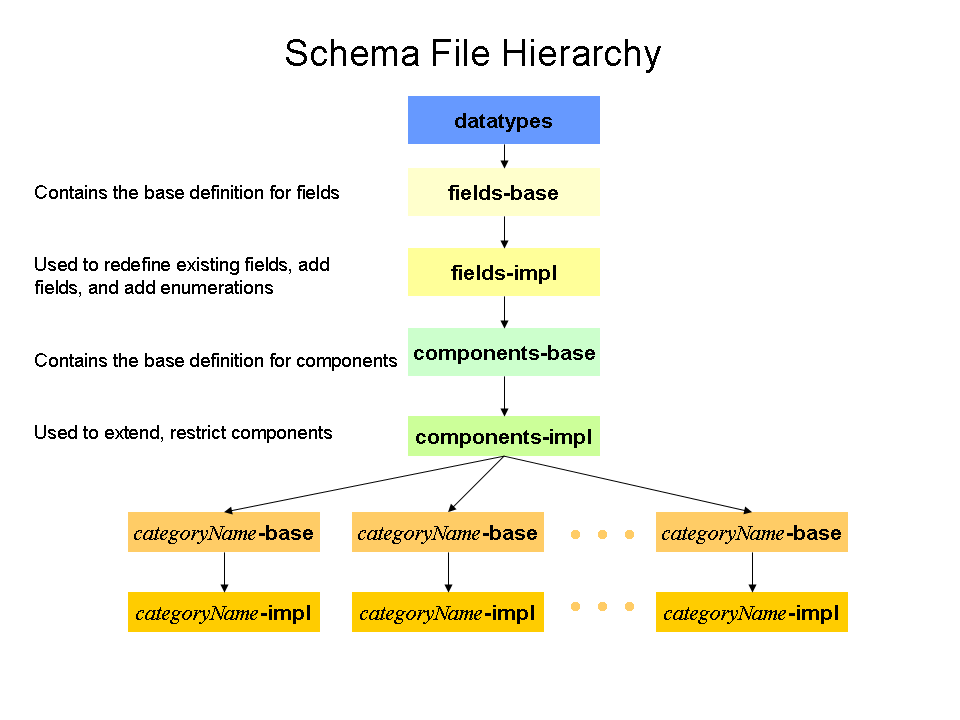 Schema File Hierarchy
datatypes
Contains the base definition for fields
fields-base
Used to redefine existing fields, add
fields, and add enumerations
fields-impl
Contains the base definition for components
components-base
Used to extend, restrict components
components-impl
categoryName-base categoryName-base categoryName-base
categoryName-impl categoryName-impl categoryName-impl